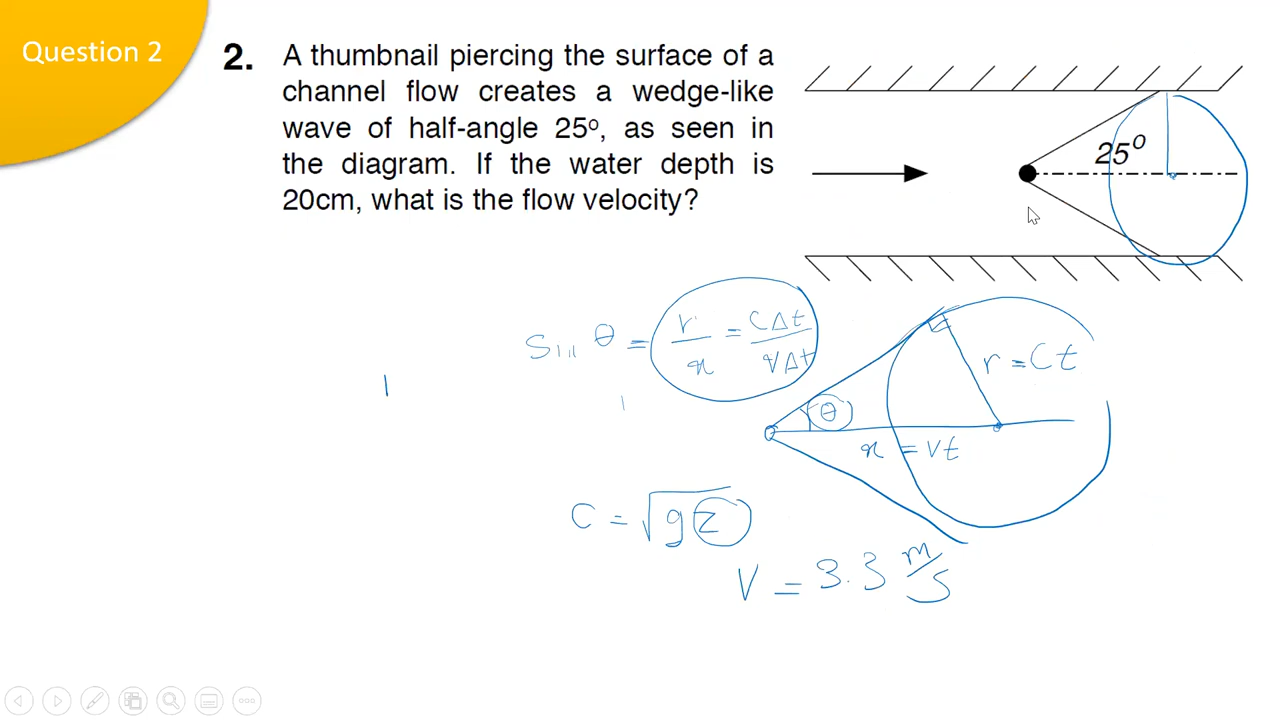 Question 2
2. A thumbnail piercing the surface of a
channel flow creates a wedge-like
wave of half-angle 25º, as seen in
the diagram. If the water depth is
20cm, what is the flow velocity?
25º
Sin θ = r/x = CΔt/VΔt
r = Ct
θ
x = Vt
C = √gz
V = 3.3 m/s